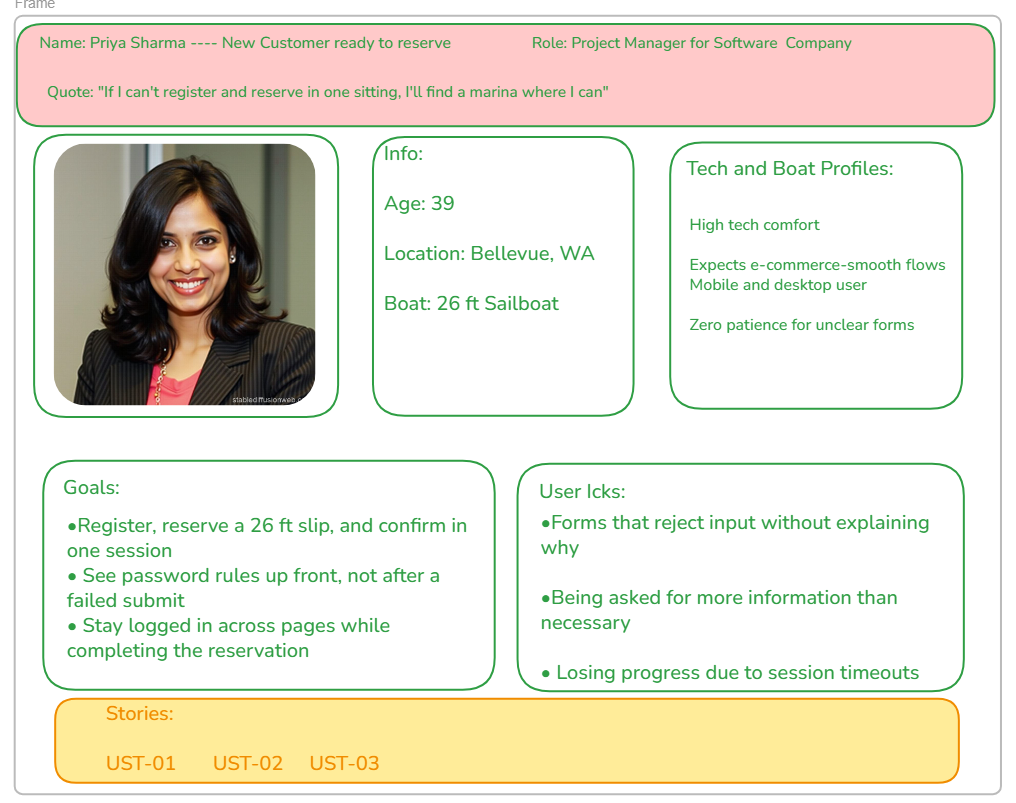 Frame
Name: Priya Sharma ---- New Customer ready to reserve
Role: Project Manager for Software Company
Quote: "If I can't register and reserve in one sitting, I'll find a marina where I can"
Info:
Age: 39
Location: Bellevue, WA
Boat: 26 ft Sailboat
Tech and Boat Profiles:
High tech comfort
Expects e-commerce-smooth flows
Mobile and desktop user
Zero patience for unclear forms
Goals:
•Register, reserve a 26 ft slip, and confirm in
one session
• See password rules up front, not after a
failed submit
• Stay logged in across pages while
completing the reservation
User Icks:
•Forms that reject input without explaining
why
•Being asked for more information than
necessary
• Losing progress due to session timeouts
Stories:
UST-01 UST-02 UST-03